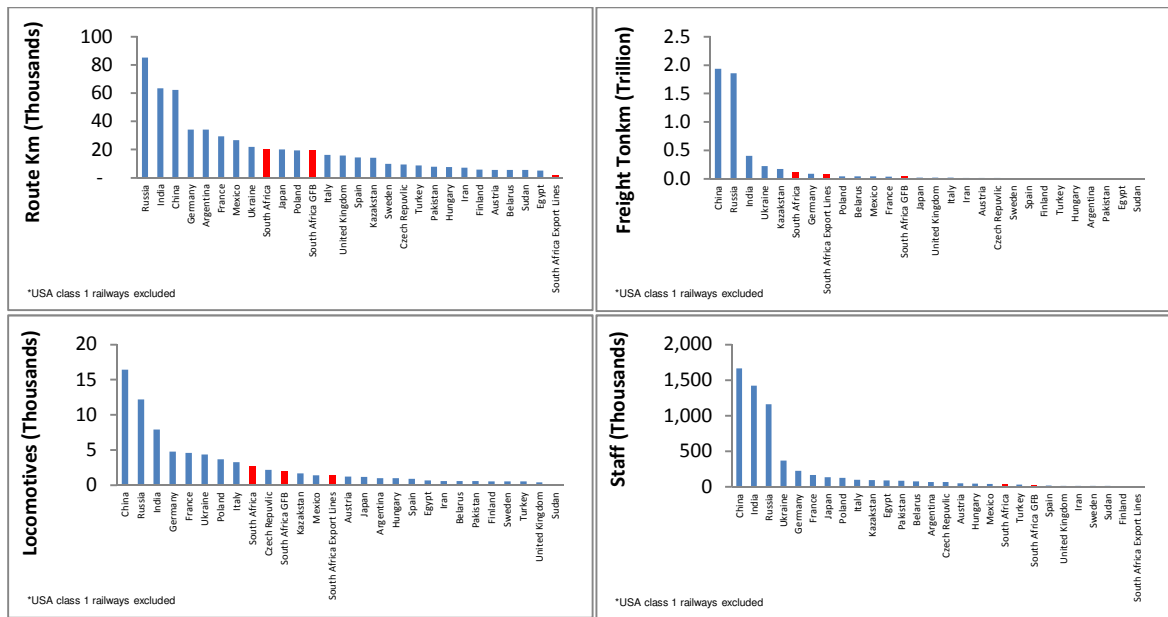 Route Km (Thousands)
100
80
60
40
20
-
Russia
India
China
Germany
Argentina
France
Mexico
Ukraine
South Africa
Japan
Poland
South Africa GFB
Italy
United Kingdom
Spain
Kazakstan
Sweden
Czech Repuvlic
Turkey
Pakistan
Hungary
Iran
Finland
Austria
Belarus
Sudan
Egypt
South Africa Export Lines
*USA class 1 railways excluded
Freight Tonkm (Trillion)
2.5
2.0
1.5
1.0
0.5
0.0
China
Russia
India
Ukraine
Kazakstan
South Africa
Germany
South Africa Export Lines
Poland
Belarus
Mexico
France
South Africa GFB
Japan
United Kingdom
Italy
Iran
Austria
Czech Repuvlic
Sweden
Spain
Finland
Turkey
Hungary
Argentina
Pakistan
Egypt
Sudan
*USA class 1 railways excluded
Locomotives (Thousands)
20
15
10
5
0
China
Russia
India
Germany
France
Ukraine
Poland
Italy
South Africa
Czech Repuvlic
South Africa GFB
Kazakstan
Mexico
South Africa Export Lines
Austria
Japan
Argentina
Hungary
Spain
Egypt
Iran
Belarus
Pakistan
Finland
Sweden
Turkey
United Kingdom
Sudan
*USA class 1 railways excluded
Staff (Thousands)
2,000
1,500
1,000
500
0
China
India
Russia
Ukraine
Germany
France
Japan
Poland
Italy
Kazakstan
Egypt
Pakistan
Belarus
Argentina
Czech Repuvlic
Austria
Hungary
Mexico
South Africa
Turkey
South Africa GFB
Spain
United Kingdom
Iran
Sweden
Sudan
Finland
South Africa Export Lines
*USA class 1 railways excluded